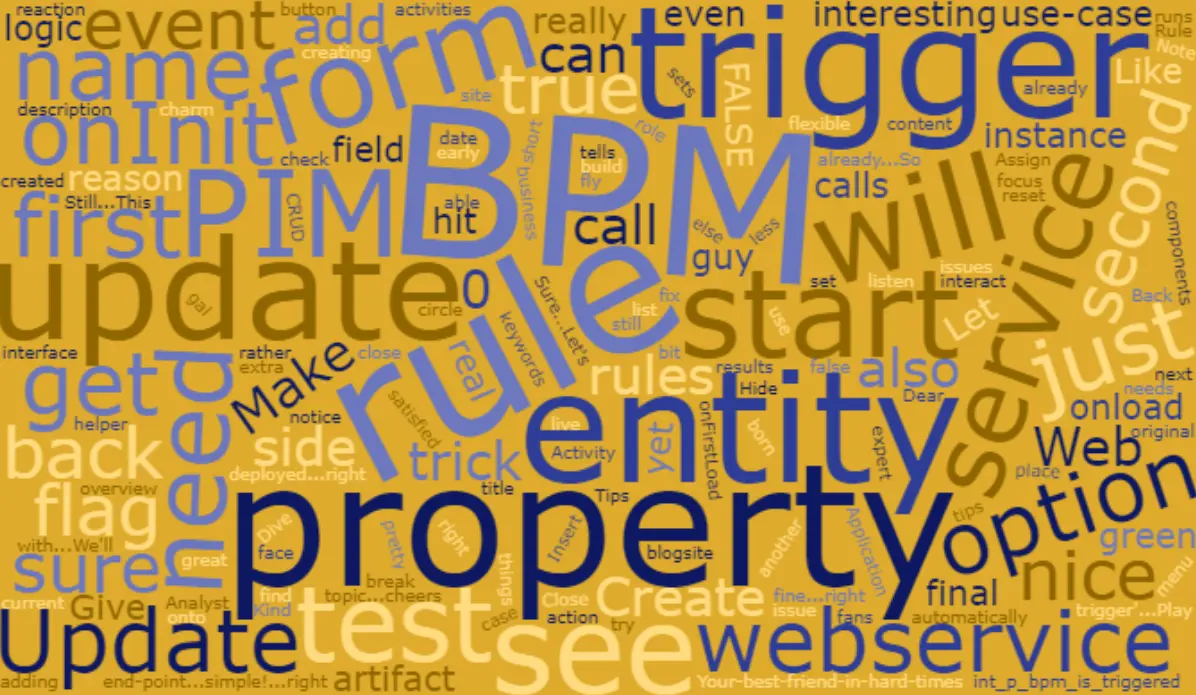 reaction
button
activities
logic
event
add
really
even
interesting
use-case
runs
Rule
Note
name
form
creating
can
trigger
Like
description
charm
site
true
sets
FALSE
already
onInit
check
field
date
early
short
role
flexible
content
instance
second
created
reason
BPM
tells
build
fly
already...So
Assign
Still...This
first
PIM
CRUD
able
hit
business
call
else
less
guy
calls
will
focus
reset
components
update
gal
circle
0
rule
Sure...Let's
list
fix
still
use
set
listen
issues
interact
start
service
Let
Back
interface
need
rather
extra
Make
close
real
keywords
bit
rules
results
Hide
false
also
Dear
just
next
needs
get
helper
notice
satisfied
trick
entity
live
Activity
yet
onFirstLoad
born
expert
onload
Web
original
back
side
deployed...right
title
Tips
place
option
flag
overview
property
tips
green
with...We'll
Dive
face
pretty
right
things
Insert
blogsite
another
Application
sure
great
find
Kind
break
topic...cheers
Close
action
Create
fine...right
issue
fans
final
nice
menu
current
onto
Give
Analyst
test
case
try
automatically
trigger'...Play
Update
see
webservice
adding
end-point...simple!...right
artifact
Your-best-friend-in-hard-times
int_p_bpm_is_triggered